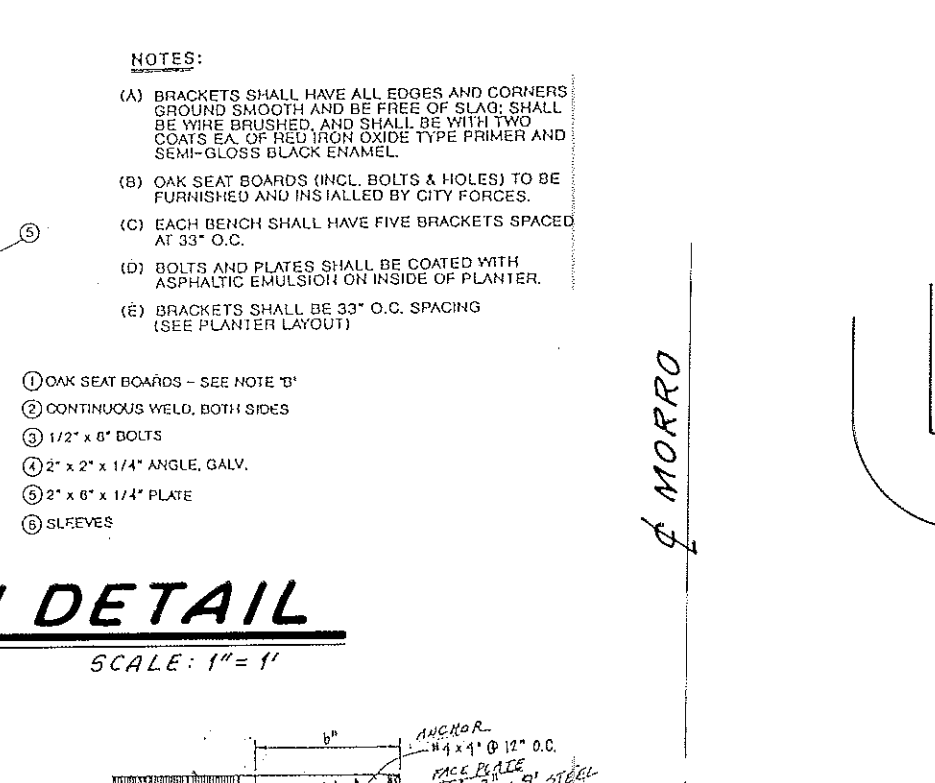 NOTES:
(A) BRACKETS SHALL HAVE ALL EDGES AND CORNERS
GROUND SMOOTH AND BE FREE OF SLAG; SHALL
BE WIRE BRUSHED, AND SHALL BE WITH TWO
COATS EA. OF RED IRON OXIDE TYPE PRIMER AND
SEMI-GLOSS BLACK ENAMEL.
(B) OAK SEAT BOARDS (INCL. BOLTS & HOLES) TO BE
FURNISHED AND INSTALLED BY CITY FORCES.
(C) EACH BENCH SHALL HAVE FIVE BRACKETS SPACED
AT 33" O.C.
(D) BOLTS AND PLATES SHALL BE COATED WITH
ASPHALTIC EMULSION ON INSIDE OF PLANTER.
(E) BRACKETS SHALL BE 33" O.C. SPACING
(SEE PLANTER LAYOUT)
5
1 OAK SEAT BOARDS – SEE NOTE "B"
2 CONTINUOUS WELD, BOTH SIDES
3 1/2" x 8" BOLTS
4 2" x 2" x 1/4" ANGLE, GALV.
5 2" x 6" x 1/4" PLATE
6 SLEEVES
DETAIL
SCALE: 1"= 1'
℄ MORRO
6"
ANCHOR
#4 x 4" @ 12" O.C.
FACE PLATE
STEEL